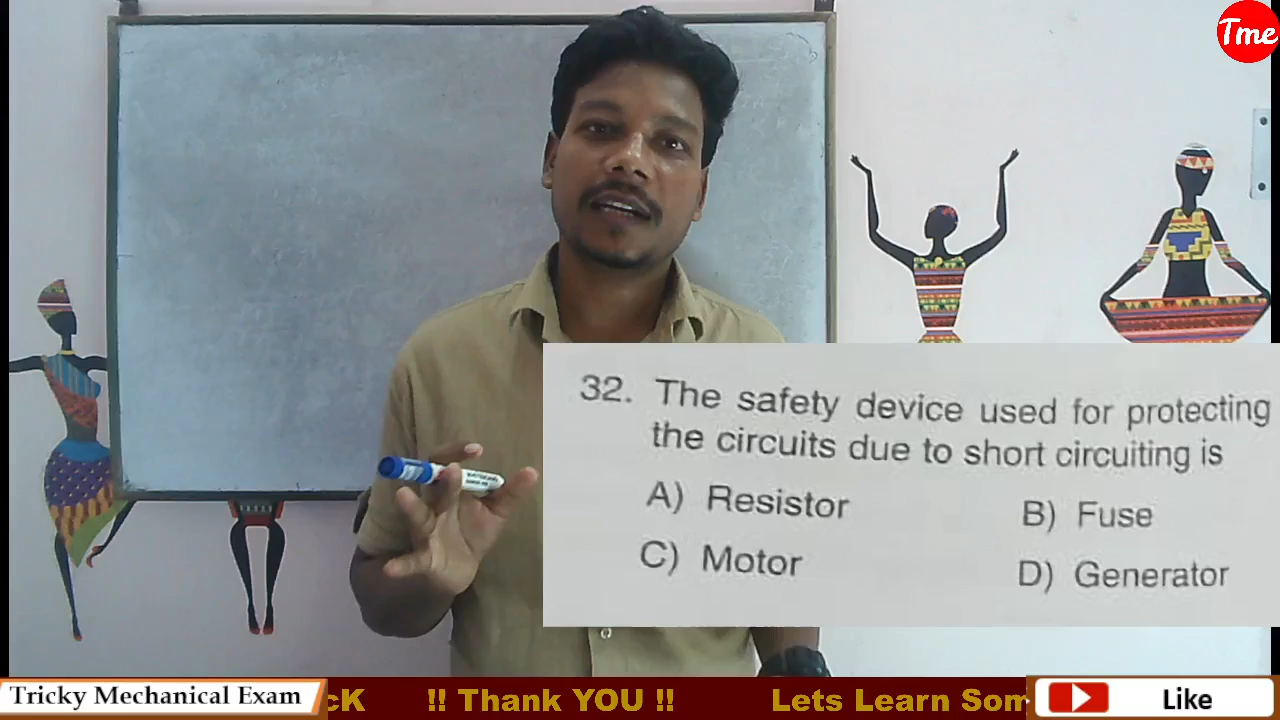 Tme
32. The safety device used for protecting
the circuits due to short circuiting is
A) Resistor B) Fuse
C) Motor D) Generator
Tricky Mechanical Exam cK !! Thank YOU !! Lets Learn Som Like